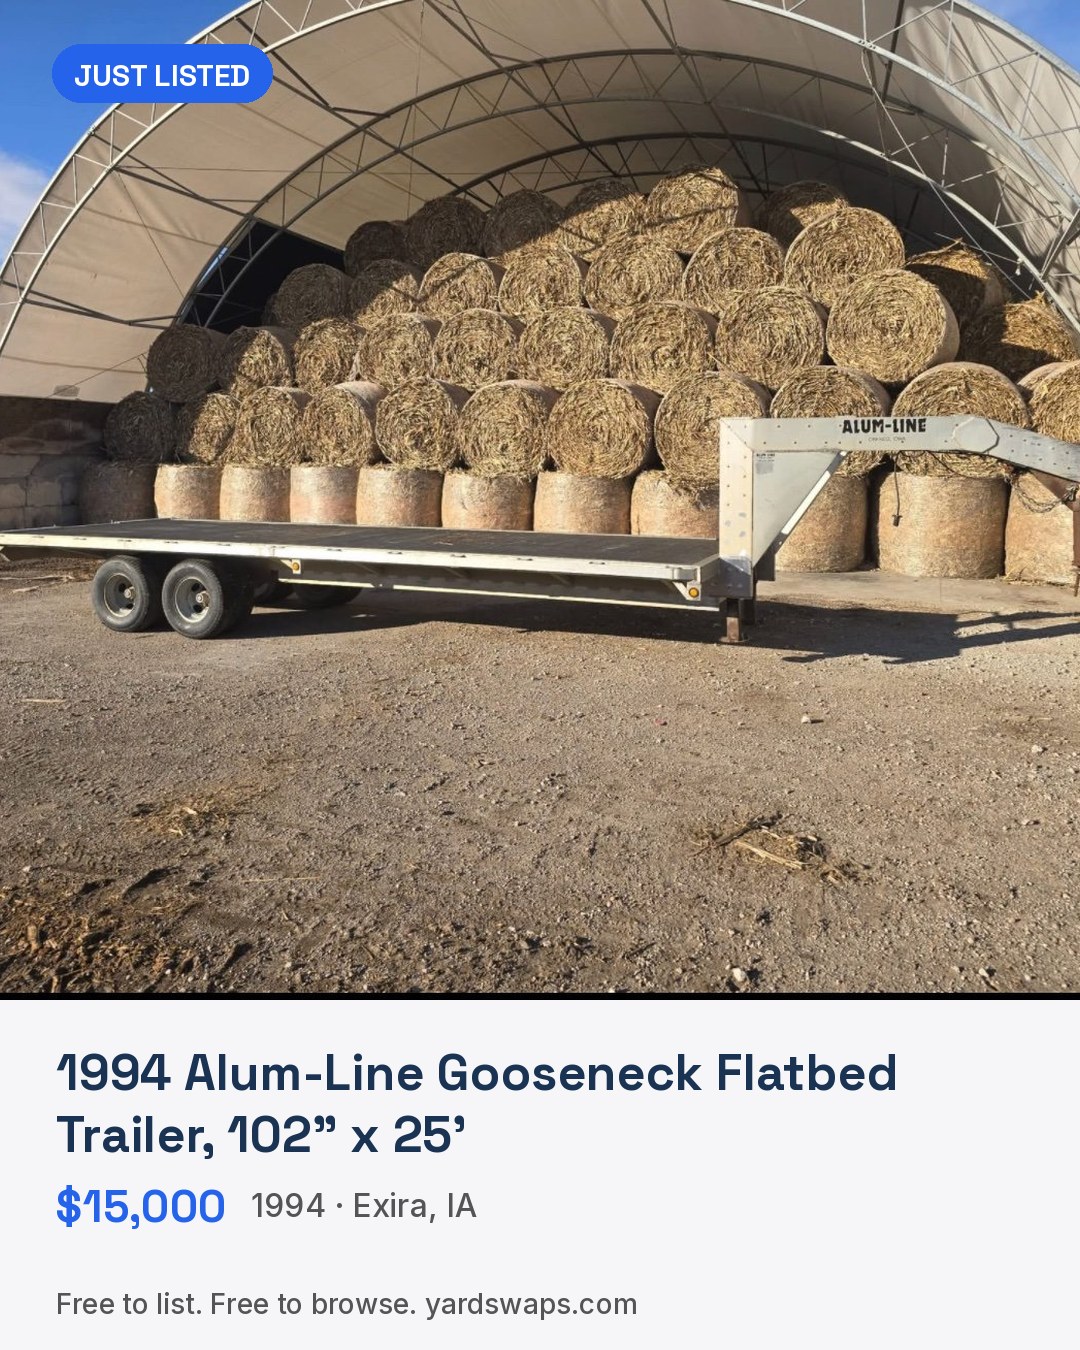 JUST LISTED
ALUM-LINE
1994 Alum-Line Gooseneck Flatbed
Trailer, 102” x 25’
$15,000 1994 · Exira, IA
Free to list. Free to browse. yardswaps.com